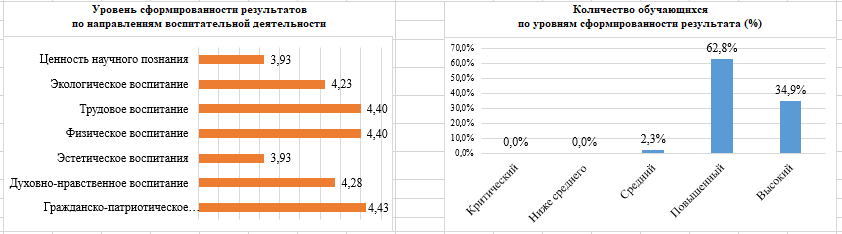 Уровень сформированности результатов
по направлениям воспитательной деятельности
Ценность научного познания
3,93
Экологическое воспитание
4,23
Трудовое воспитание
4,40
Физическое воспитание
4,40
Эстетическое воспитания
3,93
Духовно-нравственное воспитание
4,28
Гражданско-патриотическое…
4,43
Количество обучающихся
по уровням сформированности результата (%)
70,0%
60,0%
50,0%
40,0%
30,0%
20,0%
10,0%
0,0%
0,0%
0,0%
2,3%
62,8%
34,9%
Критический
Ниже среднего
Средний
Повышенный
Высокий